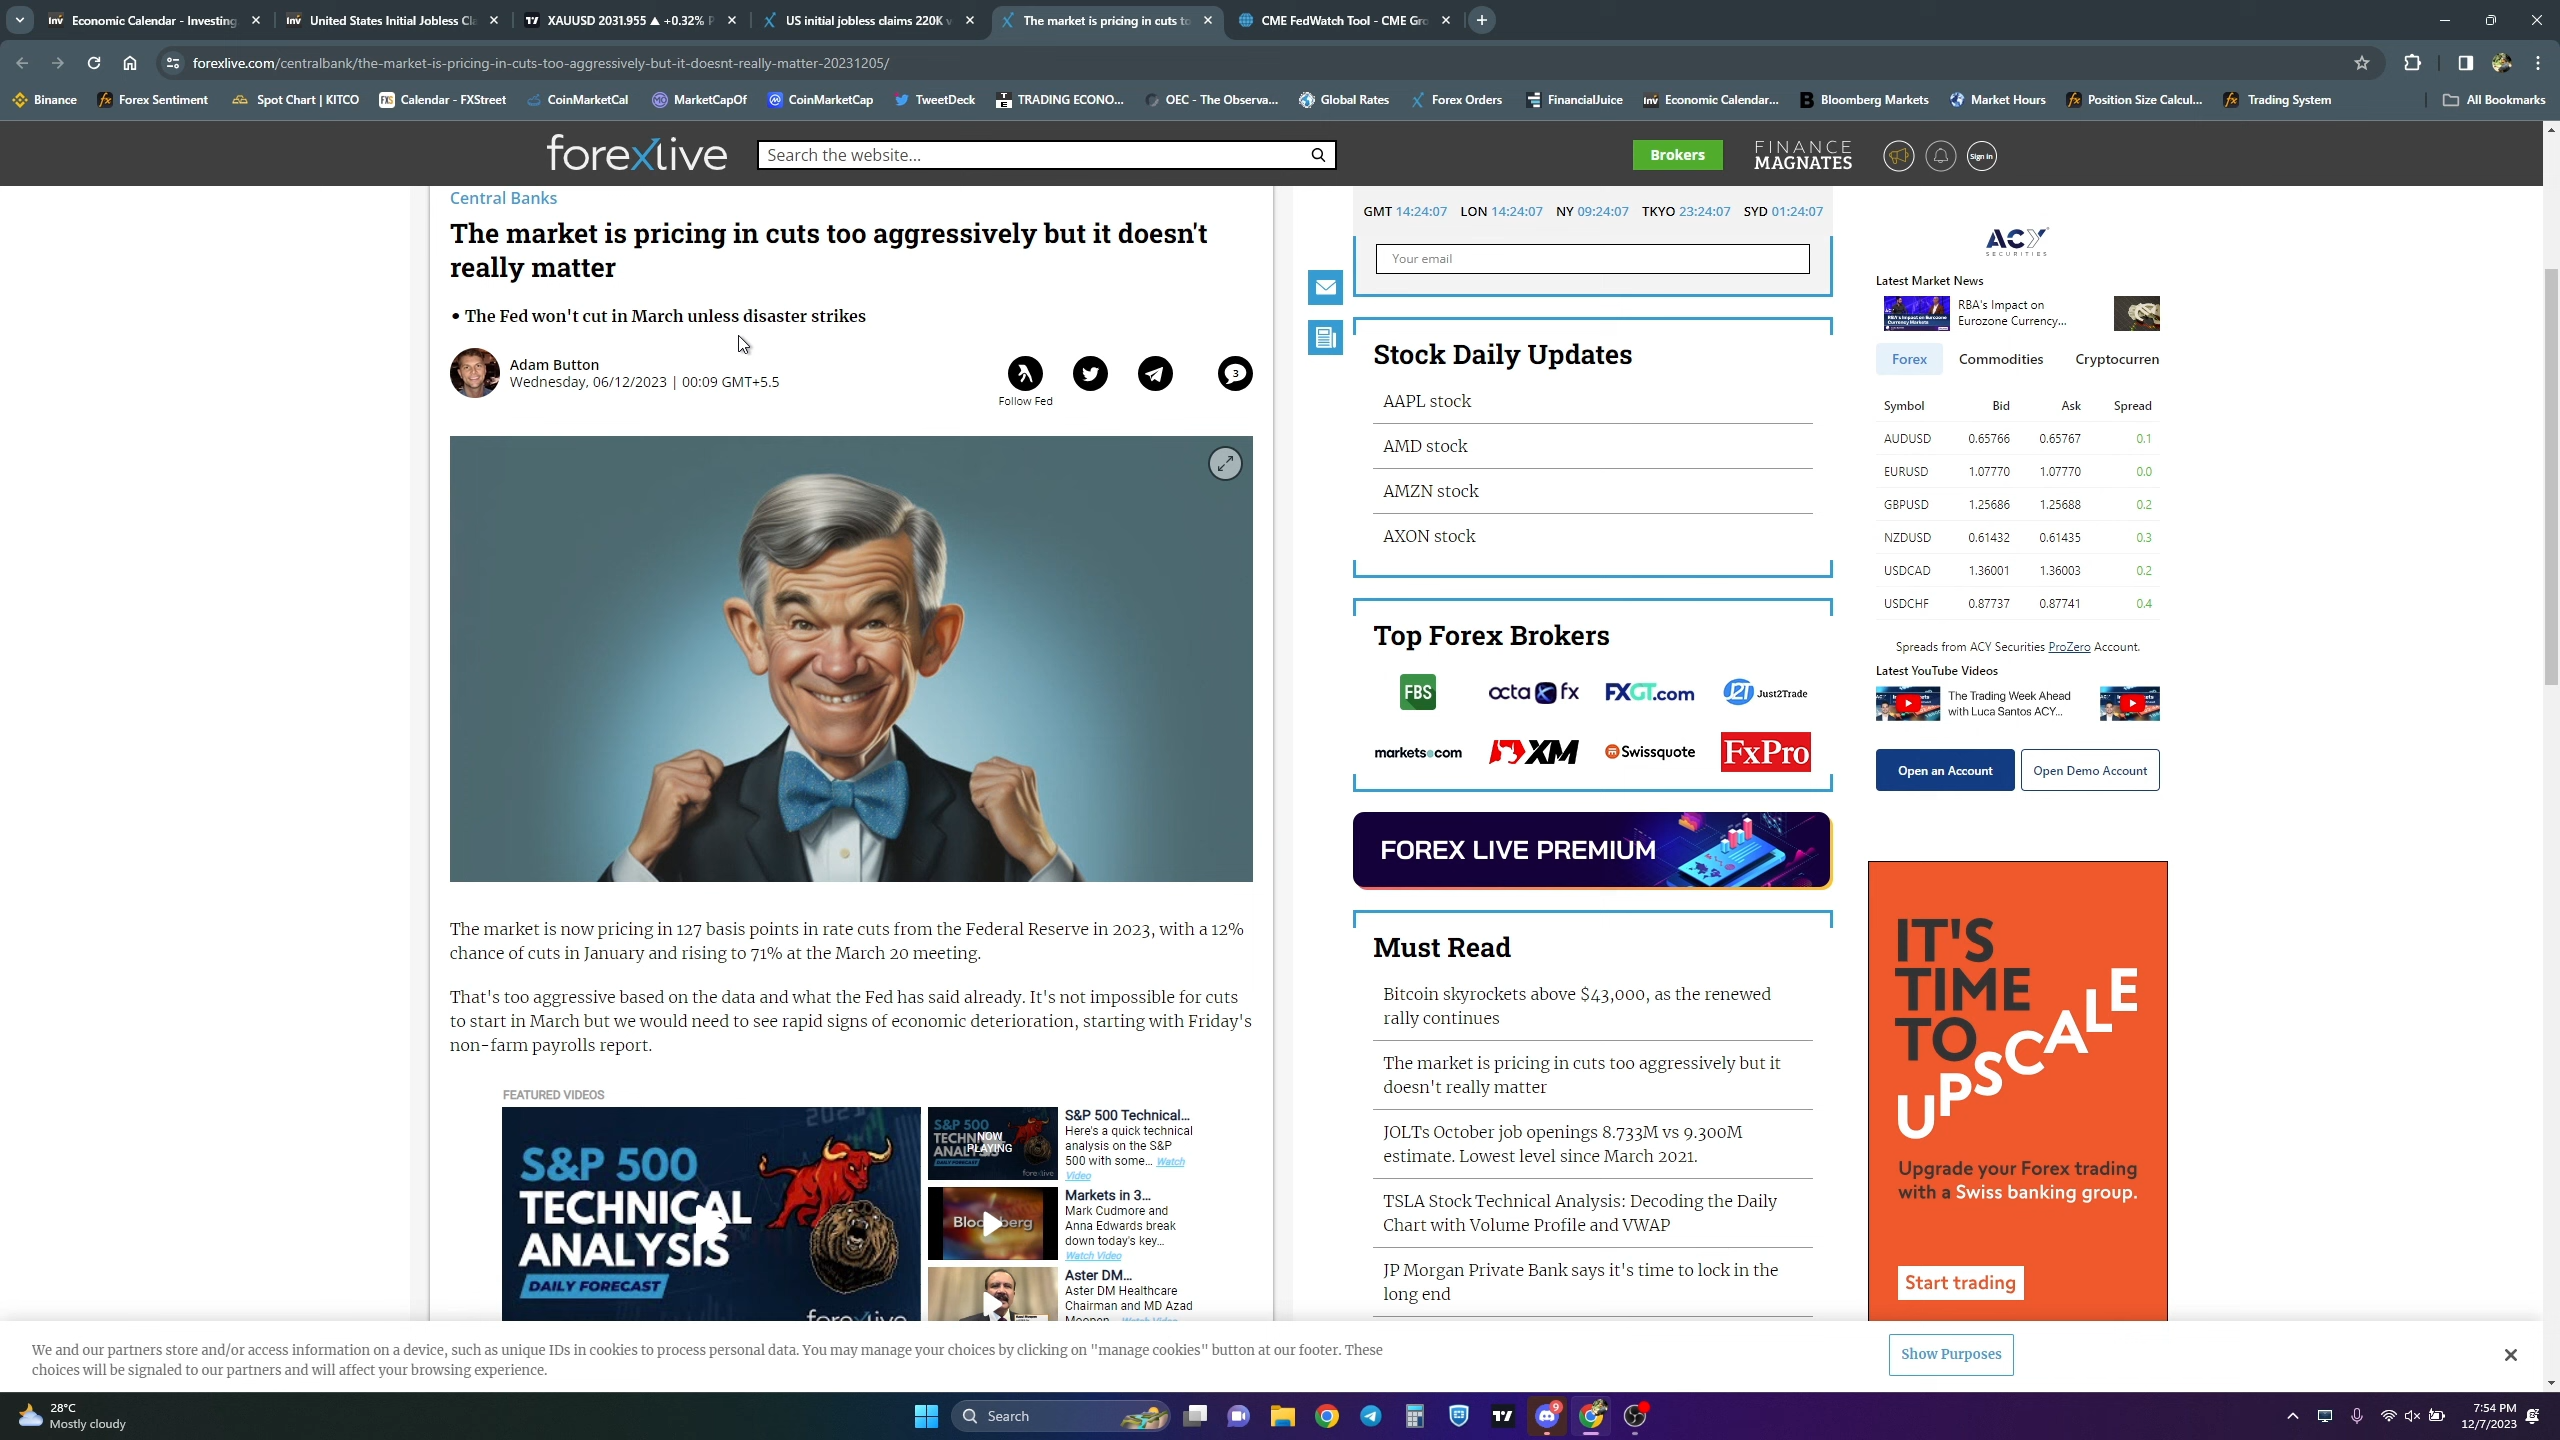 Economic Calendar - Investing
United States Initial Jobless Cla
XAUUSD 2031.955 ▲ +0.32% P
US initial jobless claims 220K v
The market is pricing in cuts to
CME FedWatch Tool - CME Gro
forexlive.com/centralbank/the-market-is-pricing-in-cuts-too-aggressively-but-it-doesnt-really-matter-20231205/
Binance
Forex Sentiment
Spot Chart | KITCO
Calendar - FXStreet
CoinMarketCal
MarketCapOf
CoinMarketCap
TweetDeck
TRADING ECONO...
OEC - The Observa...
Global Rates
Forex Orders
FinancialJuice
Economic Calendar...
Bloomberg Markets
Market Hours
Position Size Calcul...
Trading System
All Bookmarks
forexlive
Search the website...
Brokers
FINANCE
MAGNATES
Sign in
Central Banks
The market is pricing in cuts too aggressively but it doesn't
really matter
• The Fed won't cut in March unless disaster strikes
Adam Button
Wednesday, 06/12/2023 | 00:09 GMT+5.5
Follow Fed
3
The market is now pricing in 127 basis points in rate cuts from the Federal Reserve in 2023, with a 12%
chance of cuts in January and rising to 71% at the March 20 meeting.
That's too aggressive based on the data and what the Fed has said already. It's not impossible for cuts
to start in March but we would need to see rapid signs of economic deterioration, starting with Friday's
non-farm payrolls report.
FEATURED VIDEOS
S&P 500
TECHNICAL
ANALYSIS
DAILY FORECAST
forexlive
NOW
PLAYING
S&P 500 Technical...
Here's a quick technical
analysis on the S&P
500 with some... Watch
Video
Bloomberg
Markets in 3...
Mark Cudmore and
Anna Edwards break
down today's key...
Watch Video
Aster DM...
Aster DM Healthcare
Chairman and MD Azad
Moopen... Watch Video
GMT 14:24:07 LON 14:24:07 NY 09:24:07 TKYO 23:24:07 SYD 01:24:07
Your email
Stock Daily Updates
AAPL stock
AMD stock
AMZN stock
AXON stock
Top Forex Brokers
FBS
octa fx
FXGT.com
J2T Just2Trade
markets.com
XM
Swissquote
FxPro
FOREX LIVE PREMIUM
Must Read
Bitcoin skyrockets above $43,000, as the renewed
rally continues
The market is pricing in cuts too aggressively but it
doesn't really matter
JOLTs October job openings 8.733M vs 9.300M
estimate. Lowest level since March 2021.
TSLA Stock Technical Analysis: Decoding the Daily
Chart with Volume Profile and VWAP
JP Morgan Private Bank says it's time to lock in the
long end
ACY
SECURITIES
Latest Market News
RBA's Impact on
Eurozone Currency...
Forex Commodities Cryptocurren
Symbol Bid Ask Spread
AUDUSD 0.65766 0.65767 0.1
EURUSD 1.07770 1.07770 0.0
GBPUSD 1.25686 1.25688 0.2
NZDUSD 0.61432 0.61435 0.3
USDCAD 1.36001 1.36003 0.2
USDCHF 0.87737 0.87741 0.4
Spreads from ACY Securities ProZero Account.
Latest YouTube Videos
The Trading Week Ahead
with Luca Santos ACY...
Open an Account
Open Demo Account
IT'S
TIME
TO
UPSCALE
Upgrade your Forex trading
with a Swiss banking group.
Start trading
We and our partners store and/or access information on a device, such as unique IDs in cookies to process personal data. You may manage your choices by clicking on "manage cookies" button at our footer. These
choices will be signaled to our partners and will affect your browsing experience.
Show Purposes
28°C
Mostly cloudy
Search
9
7:54 PM
12/7/2023